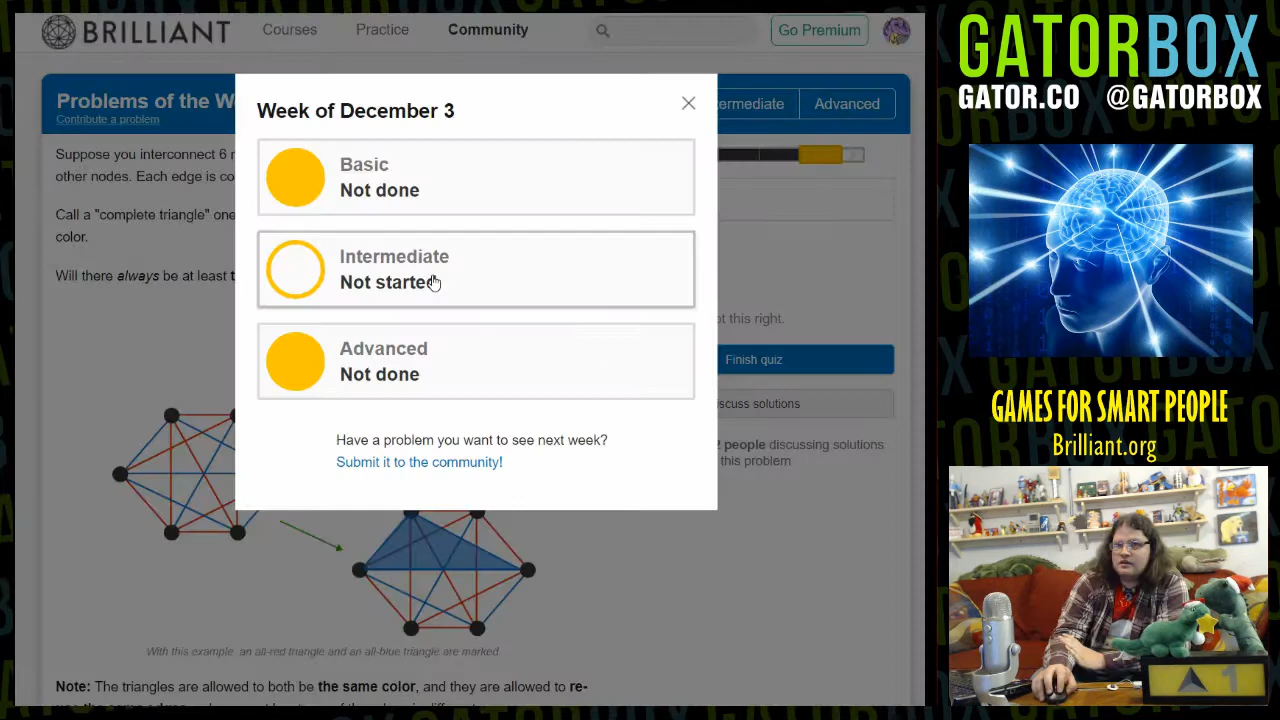 BRILLIANT
Courses
Practice
Community
Go Premium
Problems of the W
Contribute a problem
termediate
Advanced
Suppose you interconnect 6
other nodes. Each edge is co
Call a "complete triangle" one
color.
Will there always be at least t
Week of December 3
Basic
Not done
Intermediate
Not started
Advanced
Not done
Have a problem you want to see next week?
Submit it to the community!
ot this right.
Finish quiz
scuss solutions
2 people discussing solutions
this problem
With this example, an all-red triangle and an all-blue triangle are marked.
Note: The triangles are allowed to both be the same color, and they are allowed to re-
GATORBOX
GATOR.CO @GATORBOX
GAMES FOR SMART PEOPLE
Brilliant.org
1